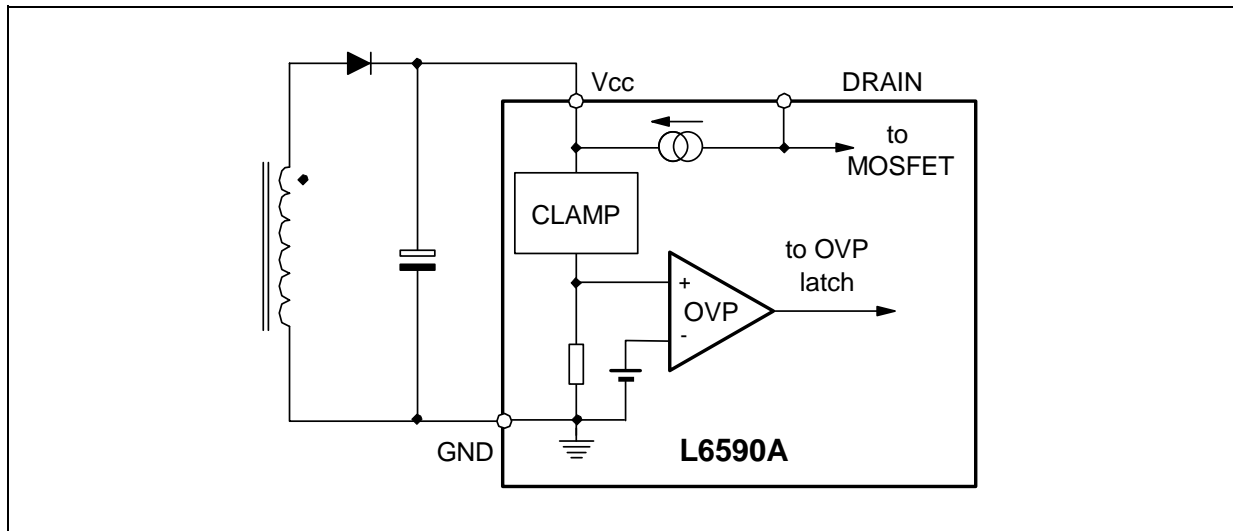 Vcc
DRAIN
to
MOSFET
CLAMP
to OVP
latch
+
OVP
-
GND
L6590A